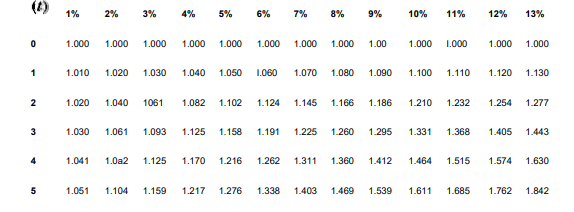 (t) 1% 2% 3% 4% 5% 6% 7% 8% 9% 10% 11% 12% 13%
0 1.000 1.000 1.000 1.000 1.000 1.000 1.000 1.000 1.00 1.000 l.000 1.000 1.000
1 1.010 1.020 1.030 1.040 1.050 l.060 1.070 1.080 1.090 1.100 1.110 1.120 1.130
2 1.020 1.040 1061 1.082 1.102 1.124 1.145 1.166 1.186 1.210 1.232 1.254 1.277
3 1.030 1.061 1.093 1.125 1.158 1.191 1.225 1.260 1.295 1.331 1.368 1.405 1.443
4 1.041 1.0a2 1.125 1.170 1.216 1.262 1.311 1.360 1.412 1.464 1.515 1.574 1.630
5 1.051 1.104 1.159 1.217 1.276 1.338 1.403 1.469 1.539 1.611 1.685 1.762 1.842